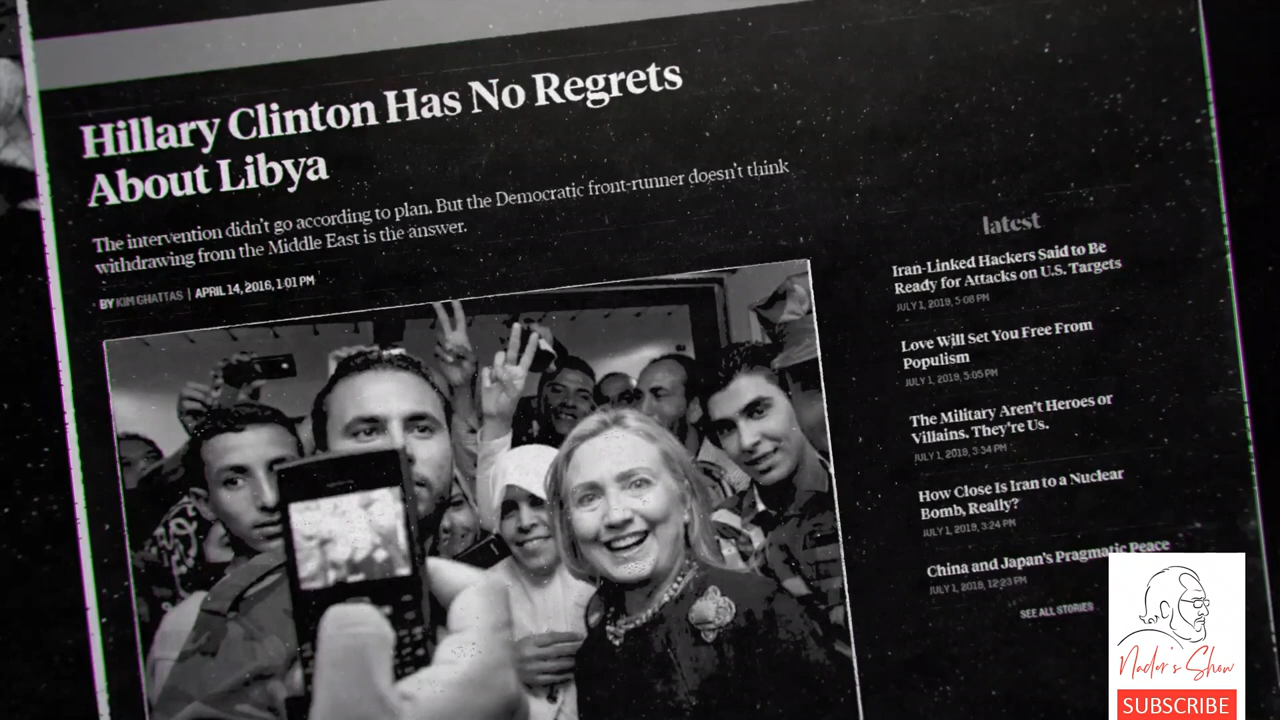 Hillary Clinton Has No Regrets
About Libya
The intervention didn't go according to plan. But the Democratic front-runner doesn't think
withdrawing from the Middle East is the answer.
BY KIM GHATTAS | APRIL 14, 2016, 1:01 PM
latest
Iran-Linked Hackers Said to Be
Ready for Attacks on U.S. Targets
JULY 1, 2019, 5:06 PM
Love Will Set You Free From
Populism
JULY 1, 2019, 5:05 PM
The Military Aren't Heroes or
Villains. They're Us.
JULY 1, 2019, 3:34 PM
How Close Is Iran to a Nuclear
Bomb, Really?
JULY 1, 2019, 3:24 PM
China and Japan's Pragmatic Peace
JULY 1, 2019, 12:23 PM
SEE ALL STORIES
Nader's Show
SUBSCRIBE